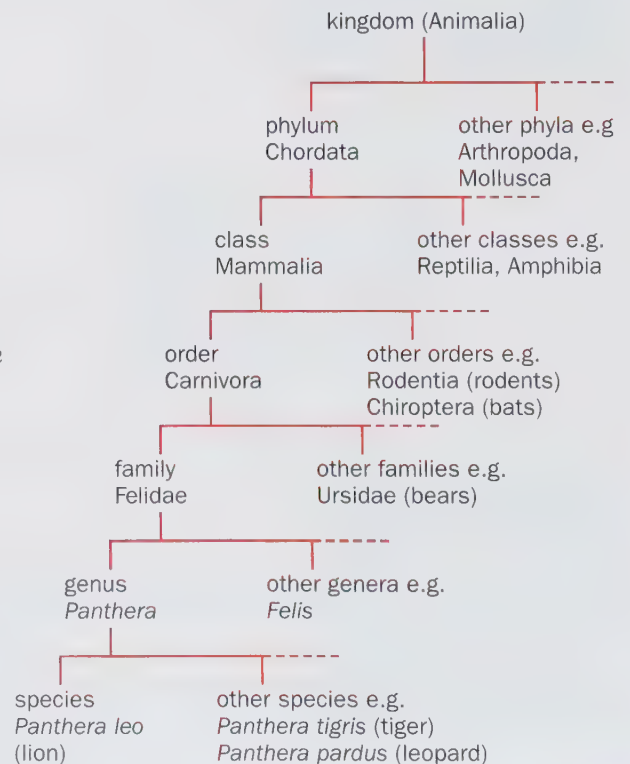 kingdom (Animalia)
phylum
Chordata
other phyla e.g
Arthropoda,
Mollusca
class
Mammalia
other classes e.g.
Reptilia, Amphibia
order
Carnivora
other orders e.g.
Rodentia (rodents)
Chiroptera (bats)
family
Felidae
other families e.g.
Ursidae (bears)
genus
Panthera
other genera e.g.
Felis
species
Panthera leo
(lion)
other species e.g.
Panthera tigris (tiger)
Panthera pardus (leopard)